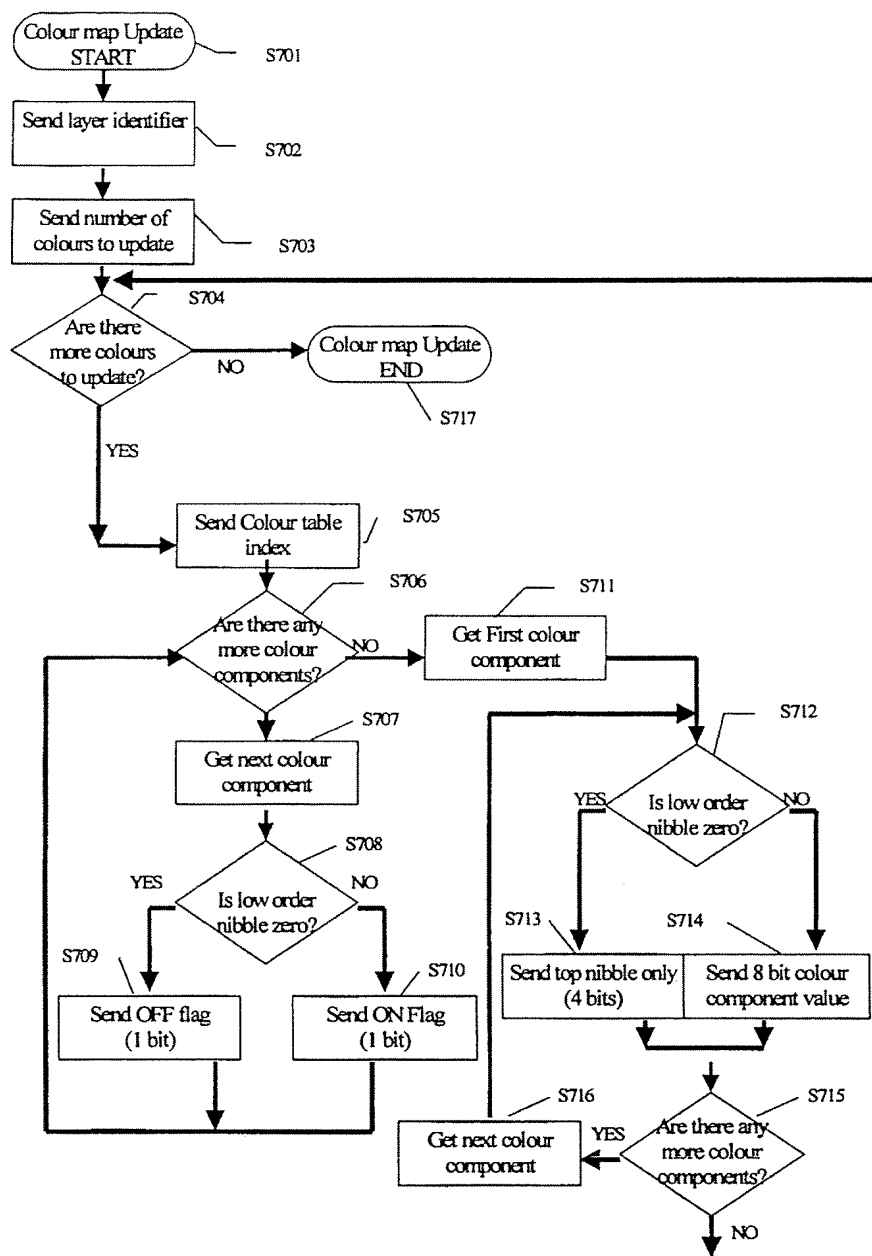 Colour map Update
START
S701
Send layer identifier
S702
Send number of
colours to update
S703
S704
Are there
more colours
to update?
NO
Colour map Update
END
S717
YES
Send Colour table
index
S705
S706
Are there any
more colour
components?
NO
S711
Get First colour
component
S707
Get next colour
component
S712
Is low order
nibble zero?
YES
NO
S708
Is low order
nibble zero?
YES
NO
S709
Send OFF flag
(1 bit)
S710
Send ON Flag
(1 bit)
S713
Send top nibble only
(4 bits)
S714
Send 8 bit colour
component value
S715
Are there any
more colour
components?
YES
S716
Get next colour
component
NO